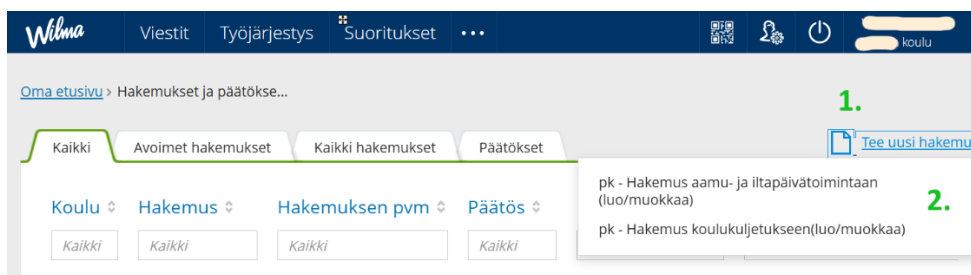 Wilma Viestit Työjärjestys Suoritukset ••• koulu
Oma etusivu › Hakemukset ja päätökse...
1.
Kaikki Avoimet hakemukset Kaikki hakemukset Päätökset Tee uusi hakemu
pk - Hakemus aamu- ja iltapäivätoimintaan
(luo/muokkaa)
2.
pk - Hakemus koulukuljetukseen(luo/muokkaa)
Koulu Hakemus Hakemuksen pvm Päätös
Kaikki Kaikki Kaikki Kaikki